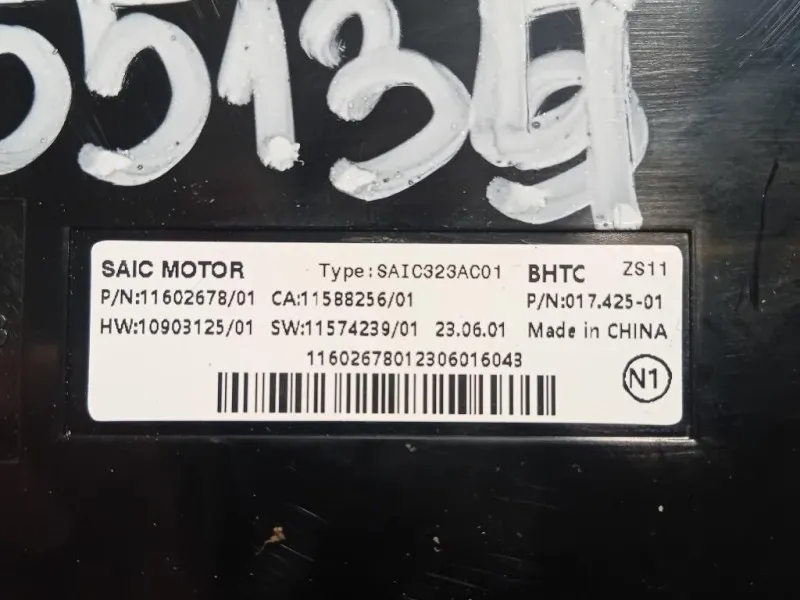 SAIC MOTOR Type:SAIC323AC01 BHTC ZS11
P/N:11602678/01 CA:11588256/01 P/N:017.425-01
HW:10903125/01 SW:11574239/01 23.06.01 Made in CHINA
11602678012306016043
N1